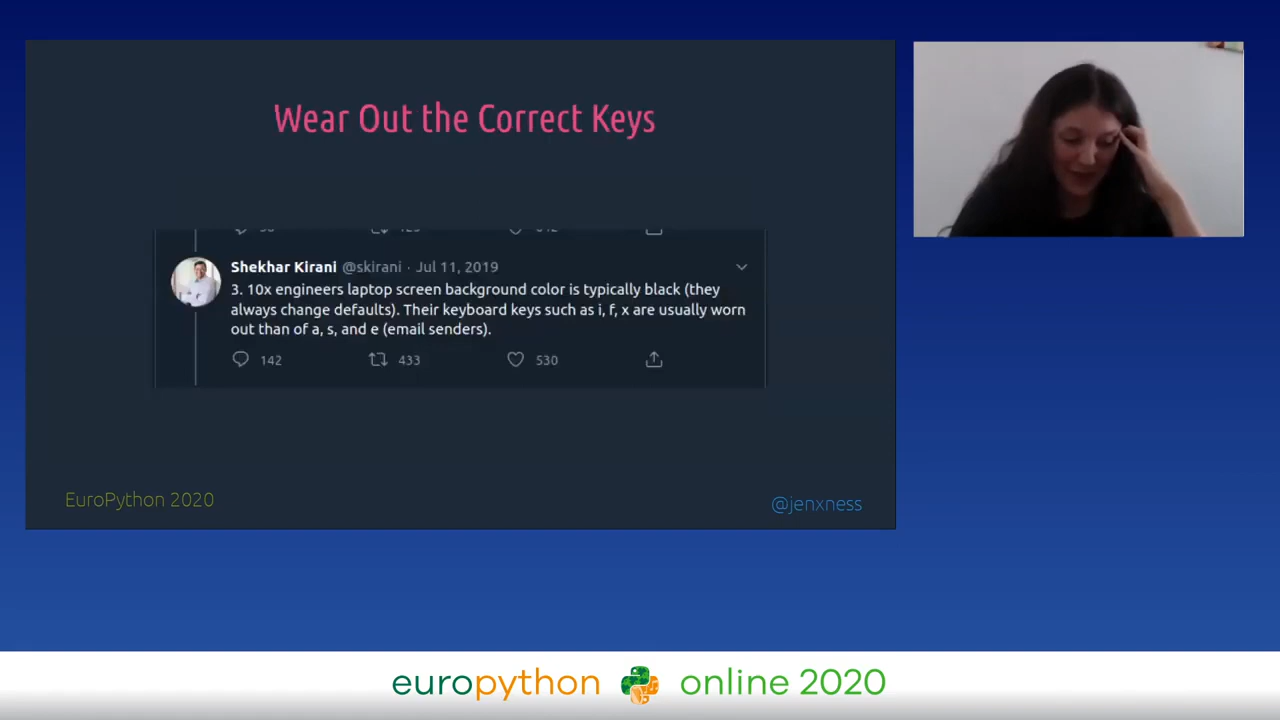 Wear Out the Correct Keys
Shekhar Kirani @skirani · Jul 11, 2019
3. 10x engineers laptop screen background color is typically black (they
always change defaults). Their keyboard keys such as i, f, x are usually worn
out than of a, s, and e (email senders).
142 433 530
EuroPython 2020
@jenxness
europython online 2020